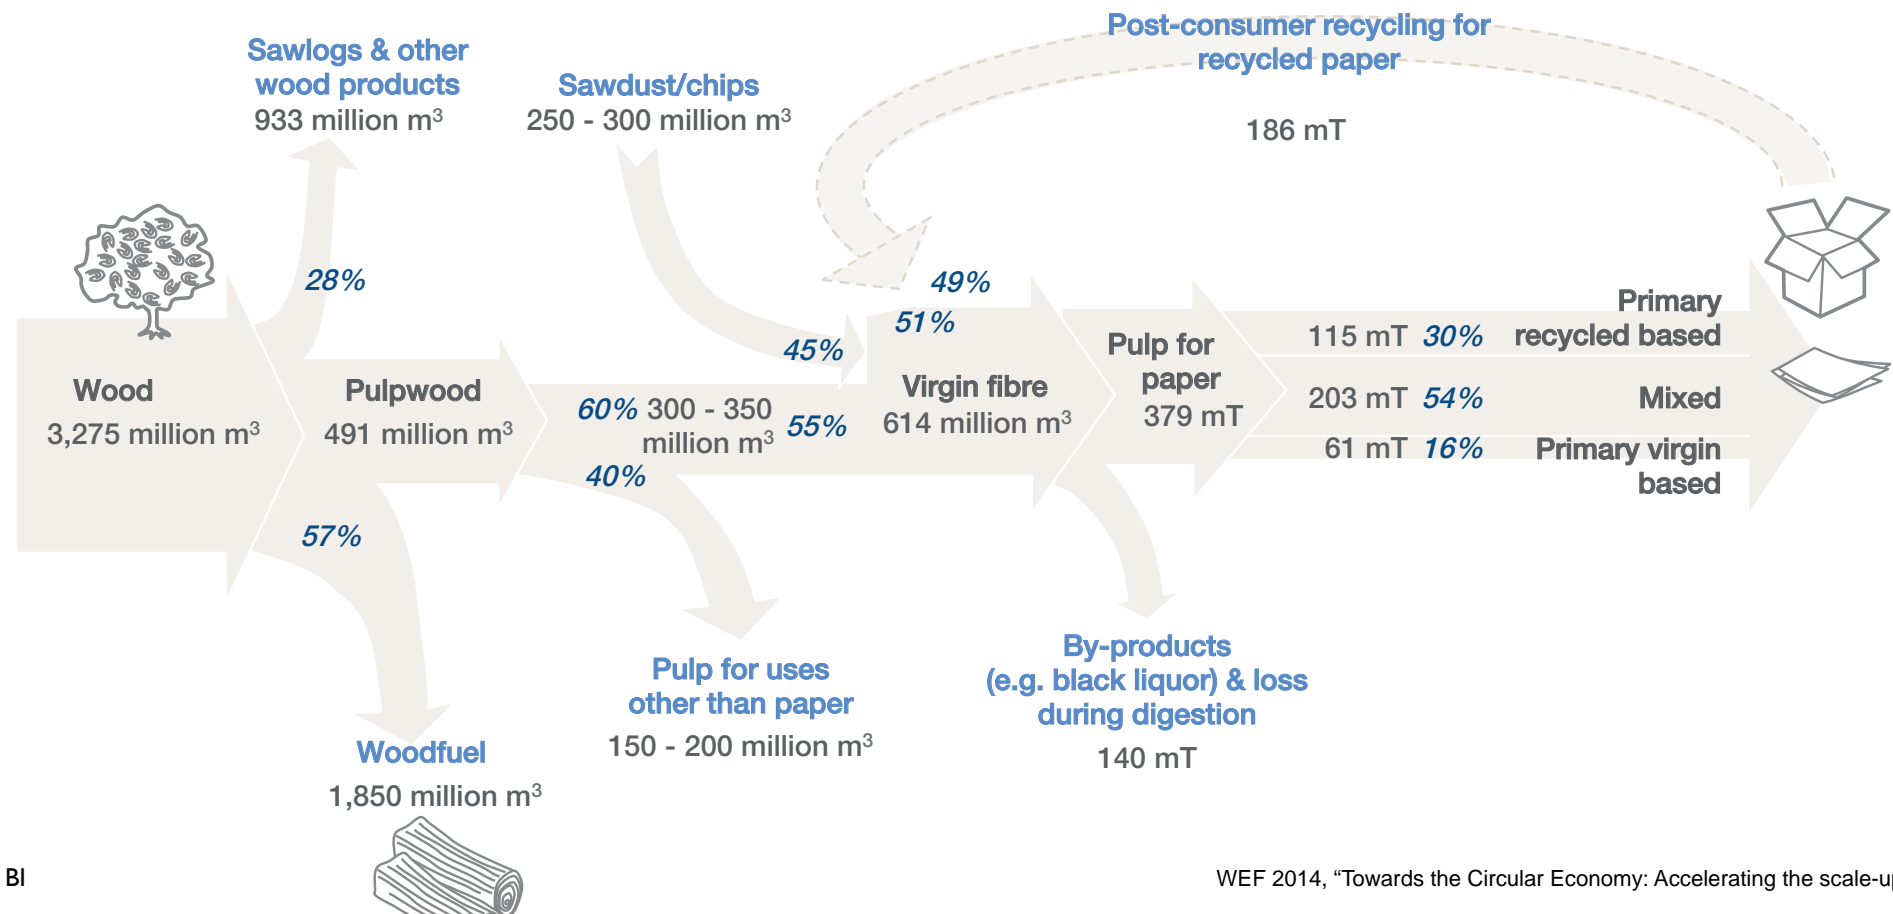 Post-consumer recycling for
recycled paper
186 mT
Sawlogs & other
wood products
933 million m³
Sawdust/chips
250 - 300 million m³
28%
49%
51%
45%
Wood
3,275 million m³
Pulpwood
491 million m³
60% 300 - 350
million m³
55%
40%
57%
Virgin fibre
614 million m³
Pulp for
paper
379 mT
115 mT 30%
Primary
recycled based
203 mT 54%
Mixed
61 mT 16%
Primary virgin
based
Woodfuel
1,850 million m³
Pulp for uses
other than paper
150 - 200 million m³
By-products
(e.g. black liquor) & loss
during digestion
140 mT
BI
WEF 2014, “Towards the Circular Economy: Accelerating the scale-up